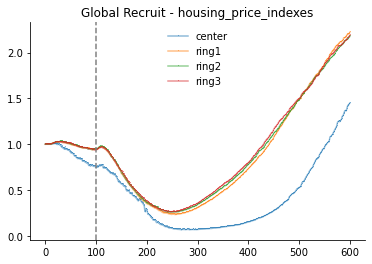 Global Recruit - housing_price_indexes
center
ring1
ring2
ring3
2.0
1.5
1.0
0.5
0.0
0 100 200 300 400 500 600